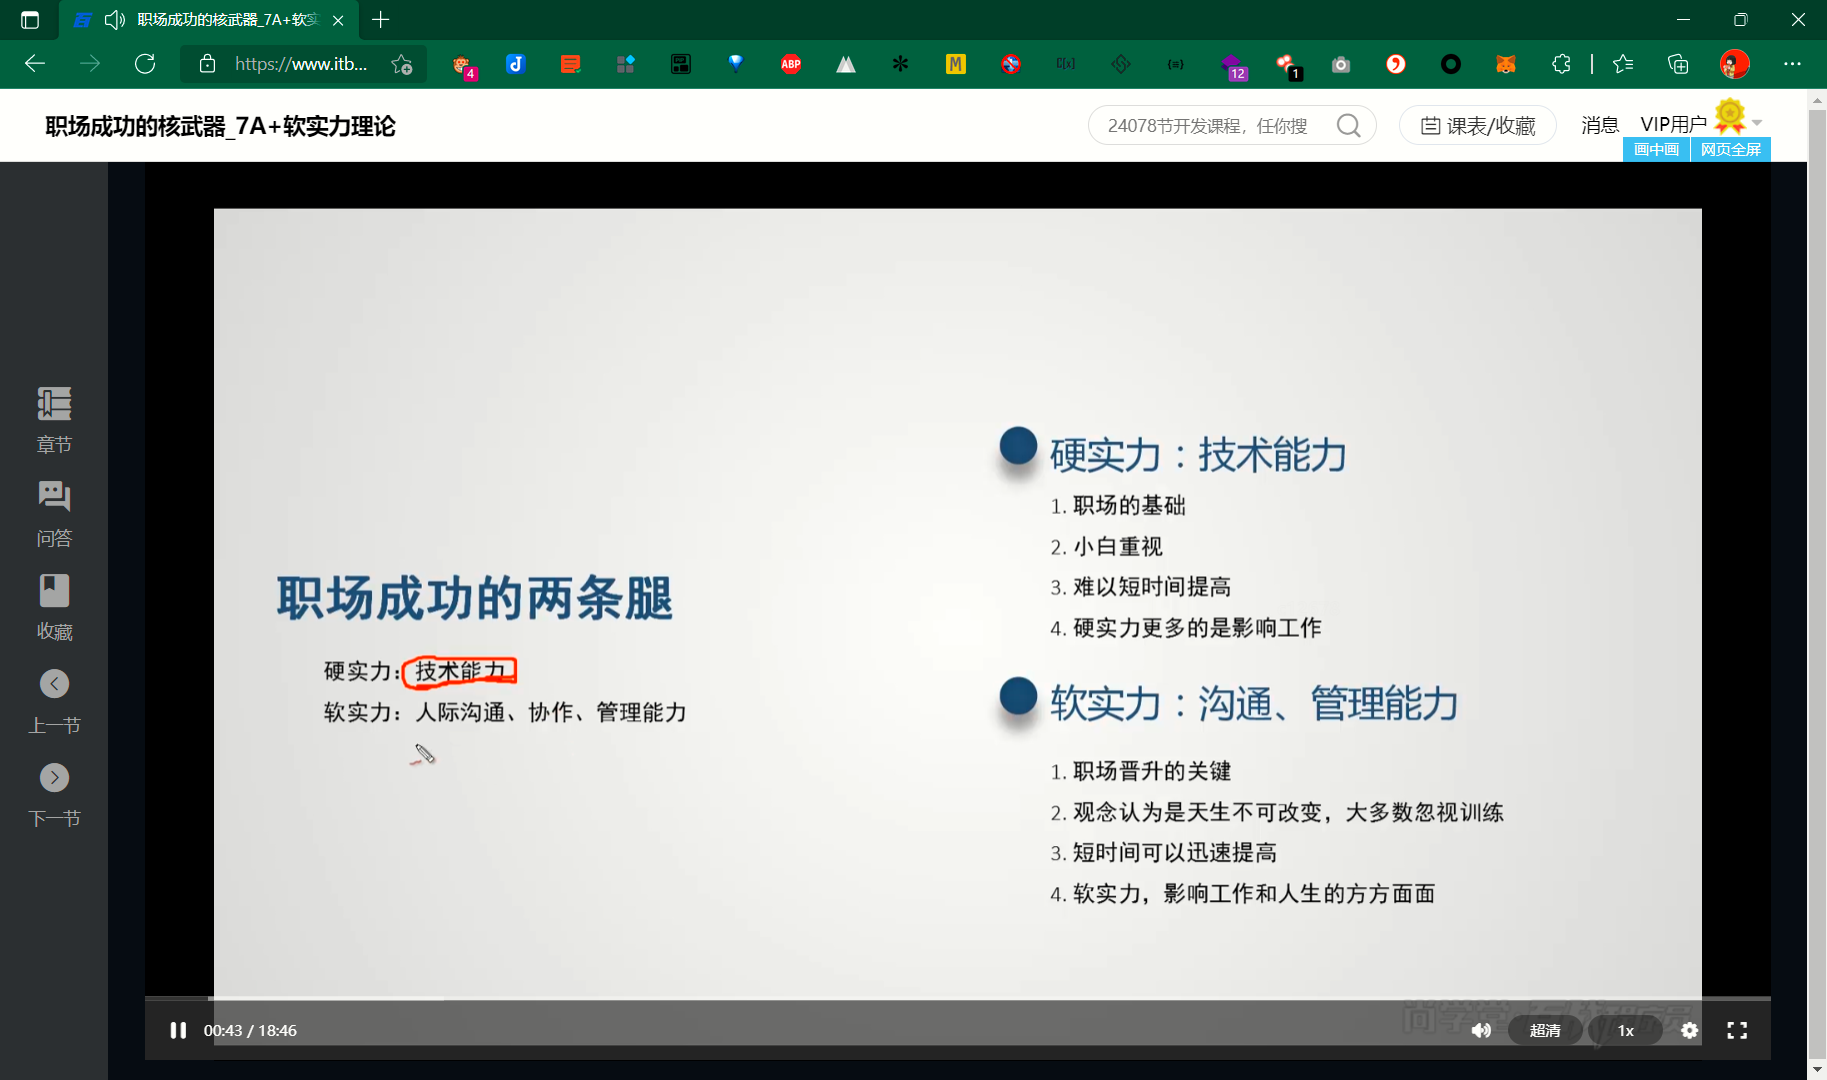 职场成功的核武器_7A+软实
https://www.itb...
4
ABP
M
C[x]
{≡}
12
1
职场成功的核武器_7A+软实力理论
24078节开发课程，任你搜
课表/收藏
消息
VIP用户
画中画
网页全屏
章节
问答
收藏
上一节
下一节
职场成功的两条腿
硬实力：技术能力
软实力：人际沟通、协作、管理能力
硬实力：技术能力
1. 职场的基础
2. 小白重视
3. 难以短时间提高
4. 硬实力更多的是影响工作
软实力：沟通、管理能力
1. 职场晋升的关键
2. 观念认为是天生不可改变，大多数忽视训练
3. 短时间可以迅速提高
4. 软实力，影响工作和人生的方方面面
00:43 / 18:46
超清
1x